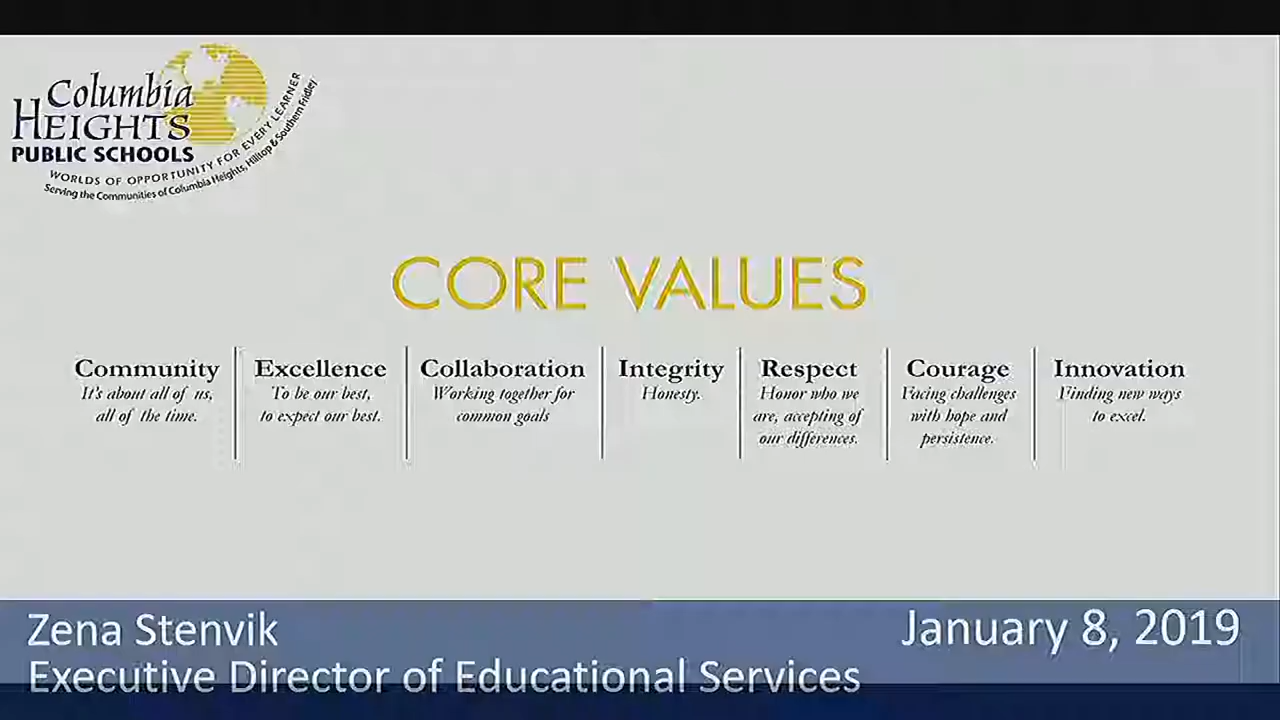 Columbia
HEIGHTS
PUBLIC SCHOOLS
WORLDS OF OPPORTUNITY FOR EVERY LEARNER
Serving the Communities of Columbia Heights, Hilltop & Southern Fridley
CORE VALUES
Community
It's about all of us,
all of the time.
Excellence
To be our best,
to expect our best.
Collaboration
Working together for
common goals
Integrity
Honesty.
Respect
Honor who we
are, accepting of
our differences.
Courage
Facing challenges
with hope and
persistence.
Innovation
Finding new ways
to excel.
Zena Stenvik
Executive Director of Educational Services
January 8, 2019